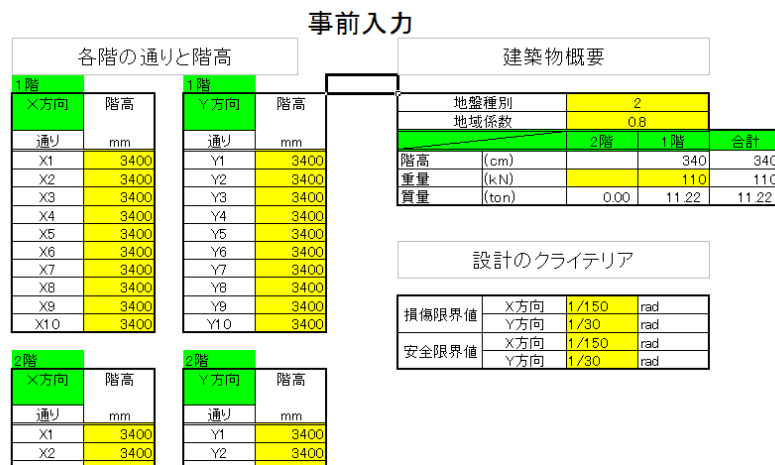 事前入力
各階の通りと階高
建築物概要
1階
1階
X方向 階高
Y方向 階高
通り mm
通り mm
X1 3400
Y1 3400
X2 3400
Y2 3400
X3 3400
Y3 3400
X4 3400
Y4 3400
X5 3400
Y5 3400
X6 3400
Y6 3400
X7 3400
Y7 3400
X8 3400
Y8 3400
X9 3400
Y9 3400
X10 3400
Y10 3400
地盤種別 2
地域係数 0.8
2階 1階 合計
階高 (cm) 340 340
重量 (kN) 110 110
質量 (ton) 0.00 11.22 11.22
設計のクライテリア
損傷限界値 X方向 1/150 rad
Y方向 1/30 rad
安全限界値 X方向 1/150 rad
Y方向 1/30 rad
2階
2階
X方向 階高
Y方向 階高
通り mm
通り mm
X1 3400
Y1 3400
X2 3400
Y2 3400